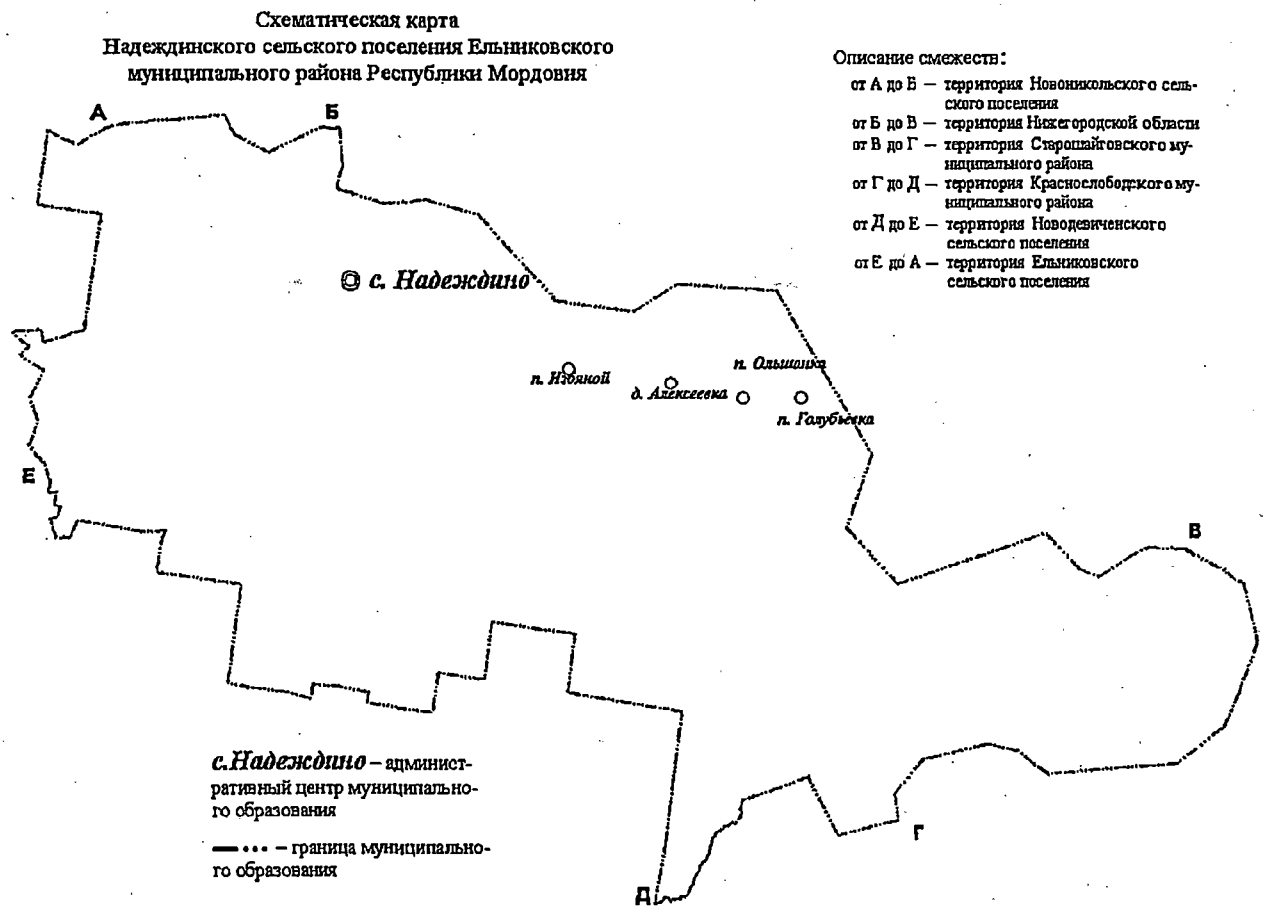 Схематическая карта
Надеждинского сельского поселения Ельниковского
муниципального района Республики Мордовия
Описание смежеств:
от А до Б — территория Новоникольского сель-
ского поселения
от Б до В — территория Нижегородской области
от В до Г — территория Старошайговского му-
ниципального района
от Г до Д — территория Краснослободского му-
ниципального района
от Д до Е — территория Новодевиченского
сельского поселения
от Е до А — территория Ельниковского
сельского поселения
А
Б
с. Надеждино
п. Ольшанка
д. Алексеевка
п. Голубьевка
Е
В
с.Надеждино – админист-
ративный центр муниципально-
го образования
– граница муниципально-
го образования
Г
Д